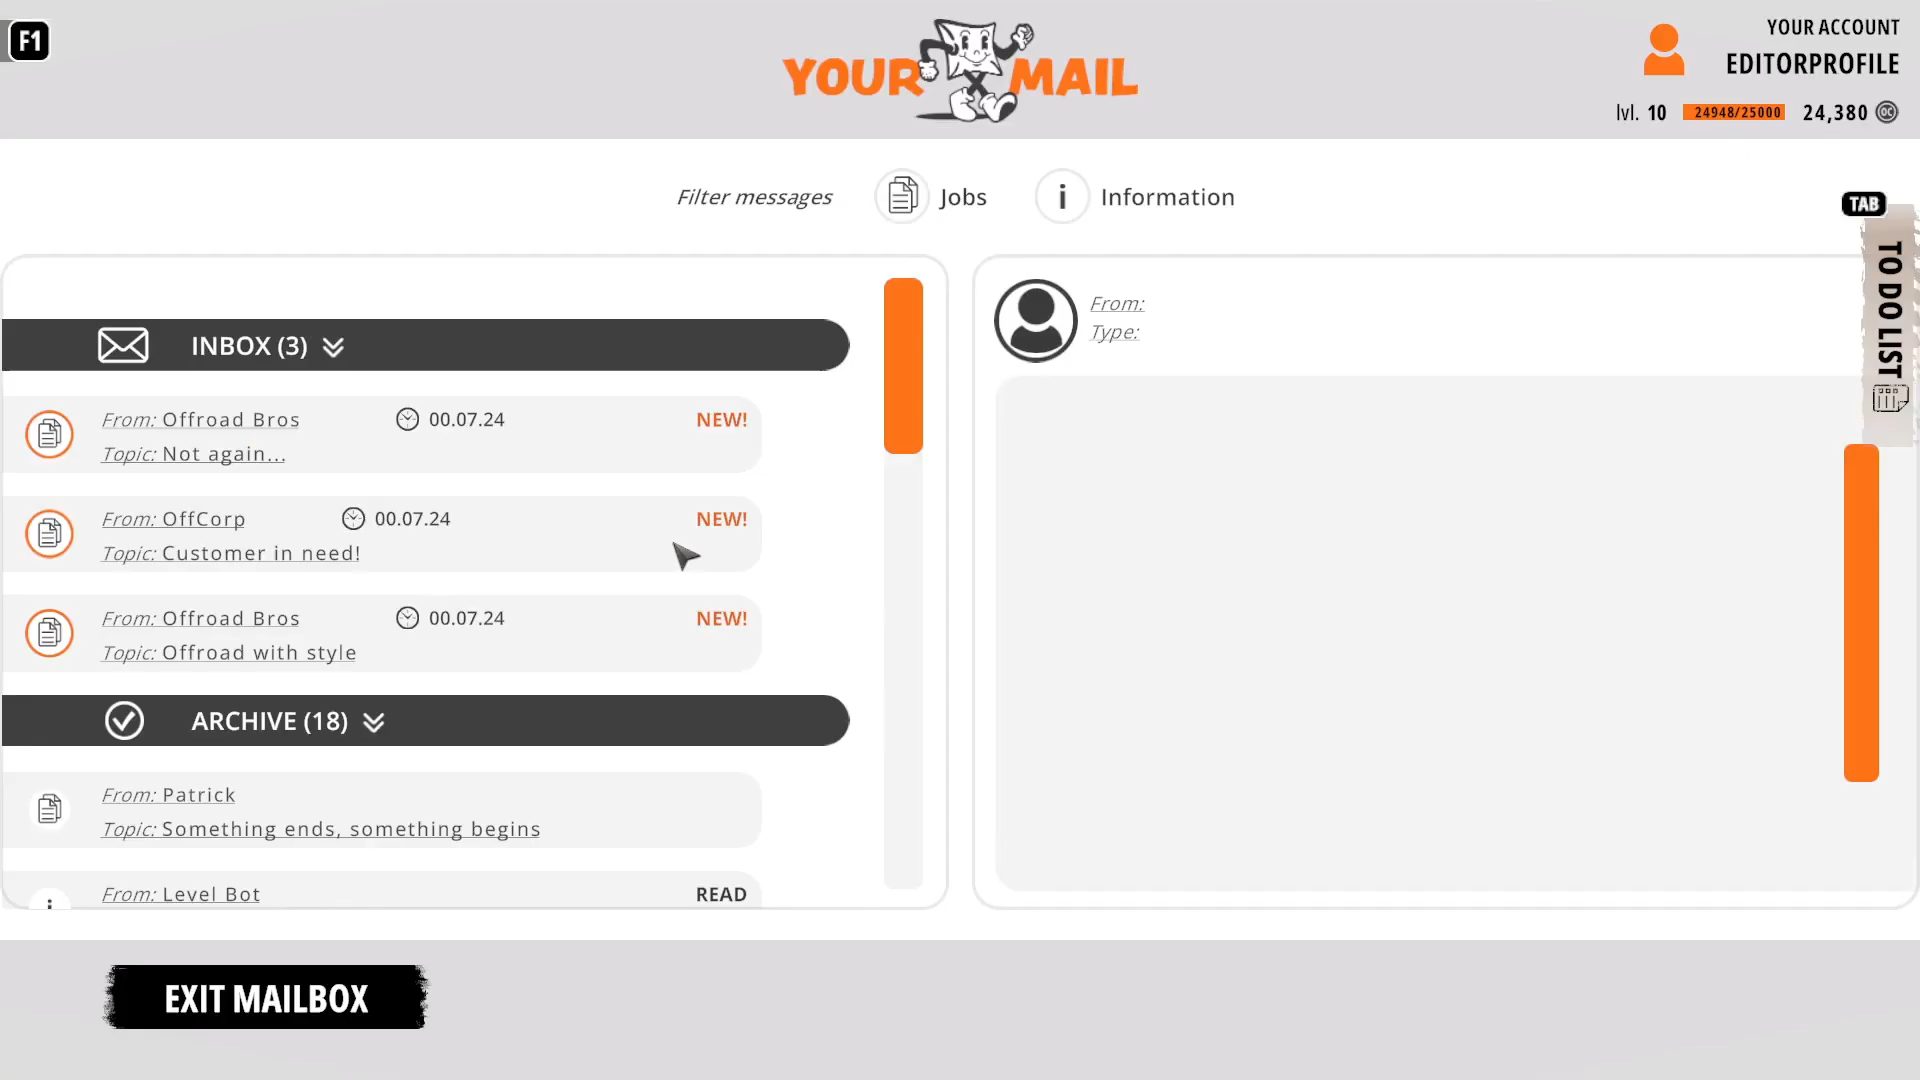 F1
YOUR MAIL
YOUR ACCOUNT
EDITORPROFILE
lvl. 10 24948/25000 24,380 OC
Filter messages Jobs i Information
TAB
TO DO LIST
INBOX (3)
From: Offroad Bros 00.07.24 NEW!
Topic: Not again...
From: OffCorp 00.07.24 NEW!
Topic: Customer in need!
From: Offroad Bros 00.07.24 NEW!
Topic: Offroad with style
ARCHIVE (18)
From: Patrick
Topic: Something ends, something begins
From: Level Bot READ
From:
Type:
EXIT MAILBOX